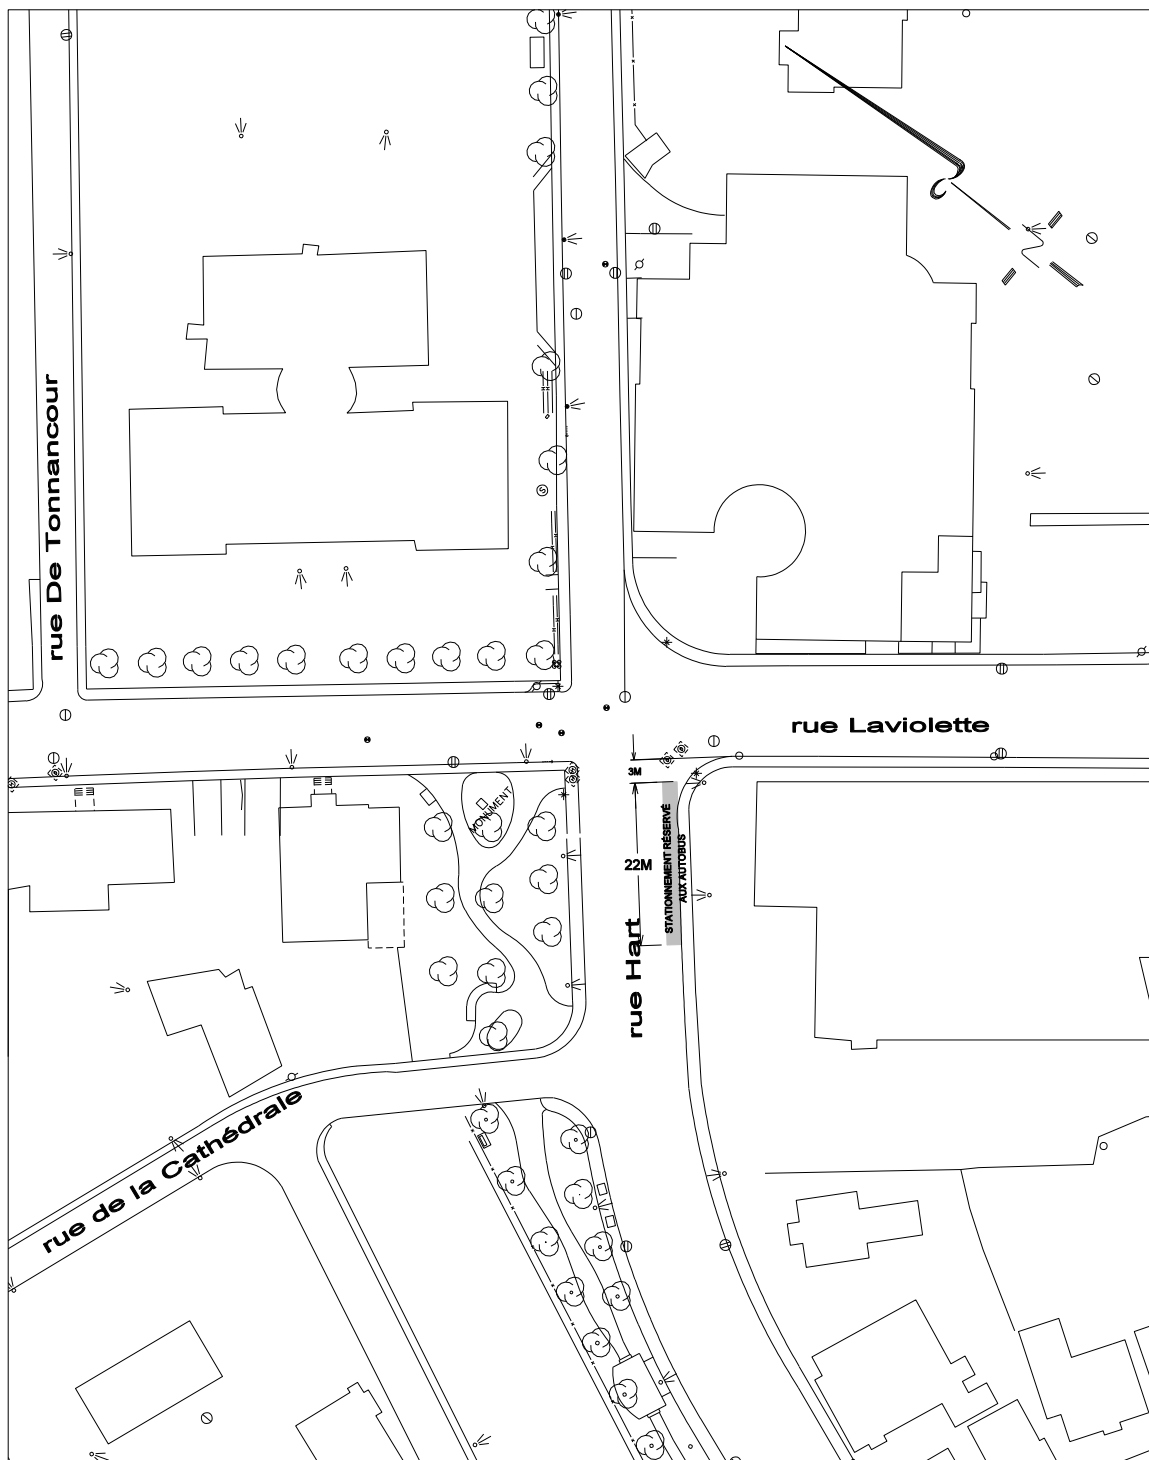 rue De Tonnancour
S
rue Laviolette
3M
MONUMENT
22M
STATIONNEMENT RÉSERVÉ
AUX AUTOBUS
rue Hart
rue de la Cathédrale